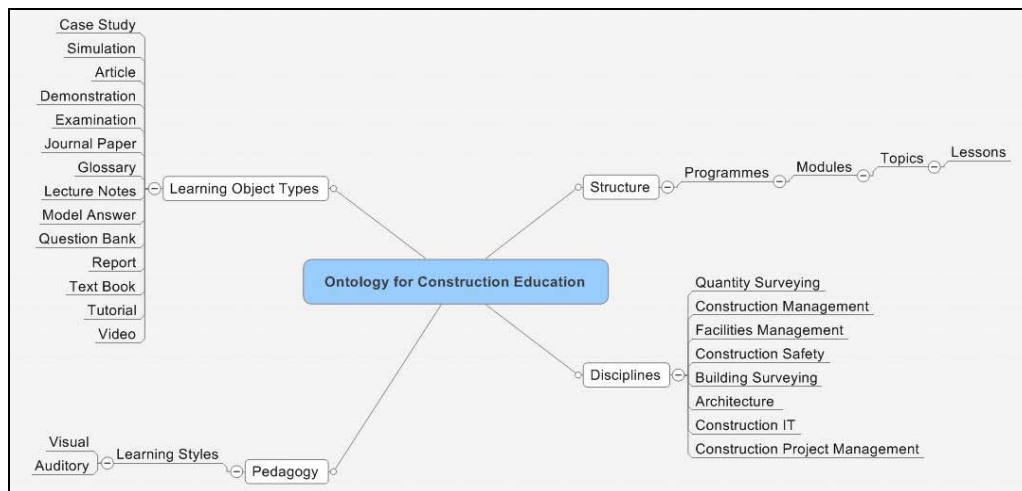 Case Study
Simulation
Article
Demonstration
Examination
Journal Paper
Glossary
Lecture Notes
Model Answer
Question Bank
Report
Text Book
Tutorial
Video
Learning Object Types
Structure
Programmes
Modules
Topics
Lessons
Ontology for Construction Education
Quantity Surveying
Construction Management
Facilities Management
Construction Safety
Building Surveying
Architecture
Construction IT
Construction Project Management
Disciplines
Visual
Auditory
Learning Styles
Pedagogy